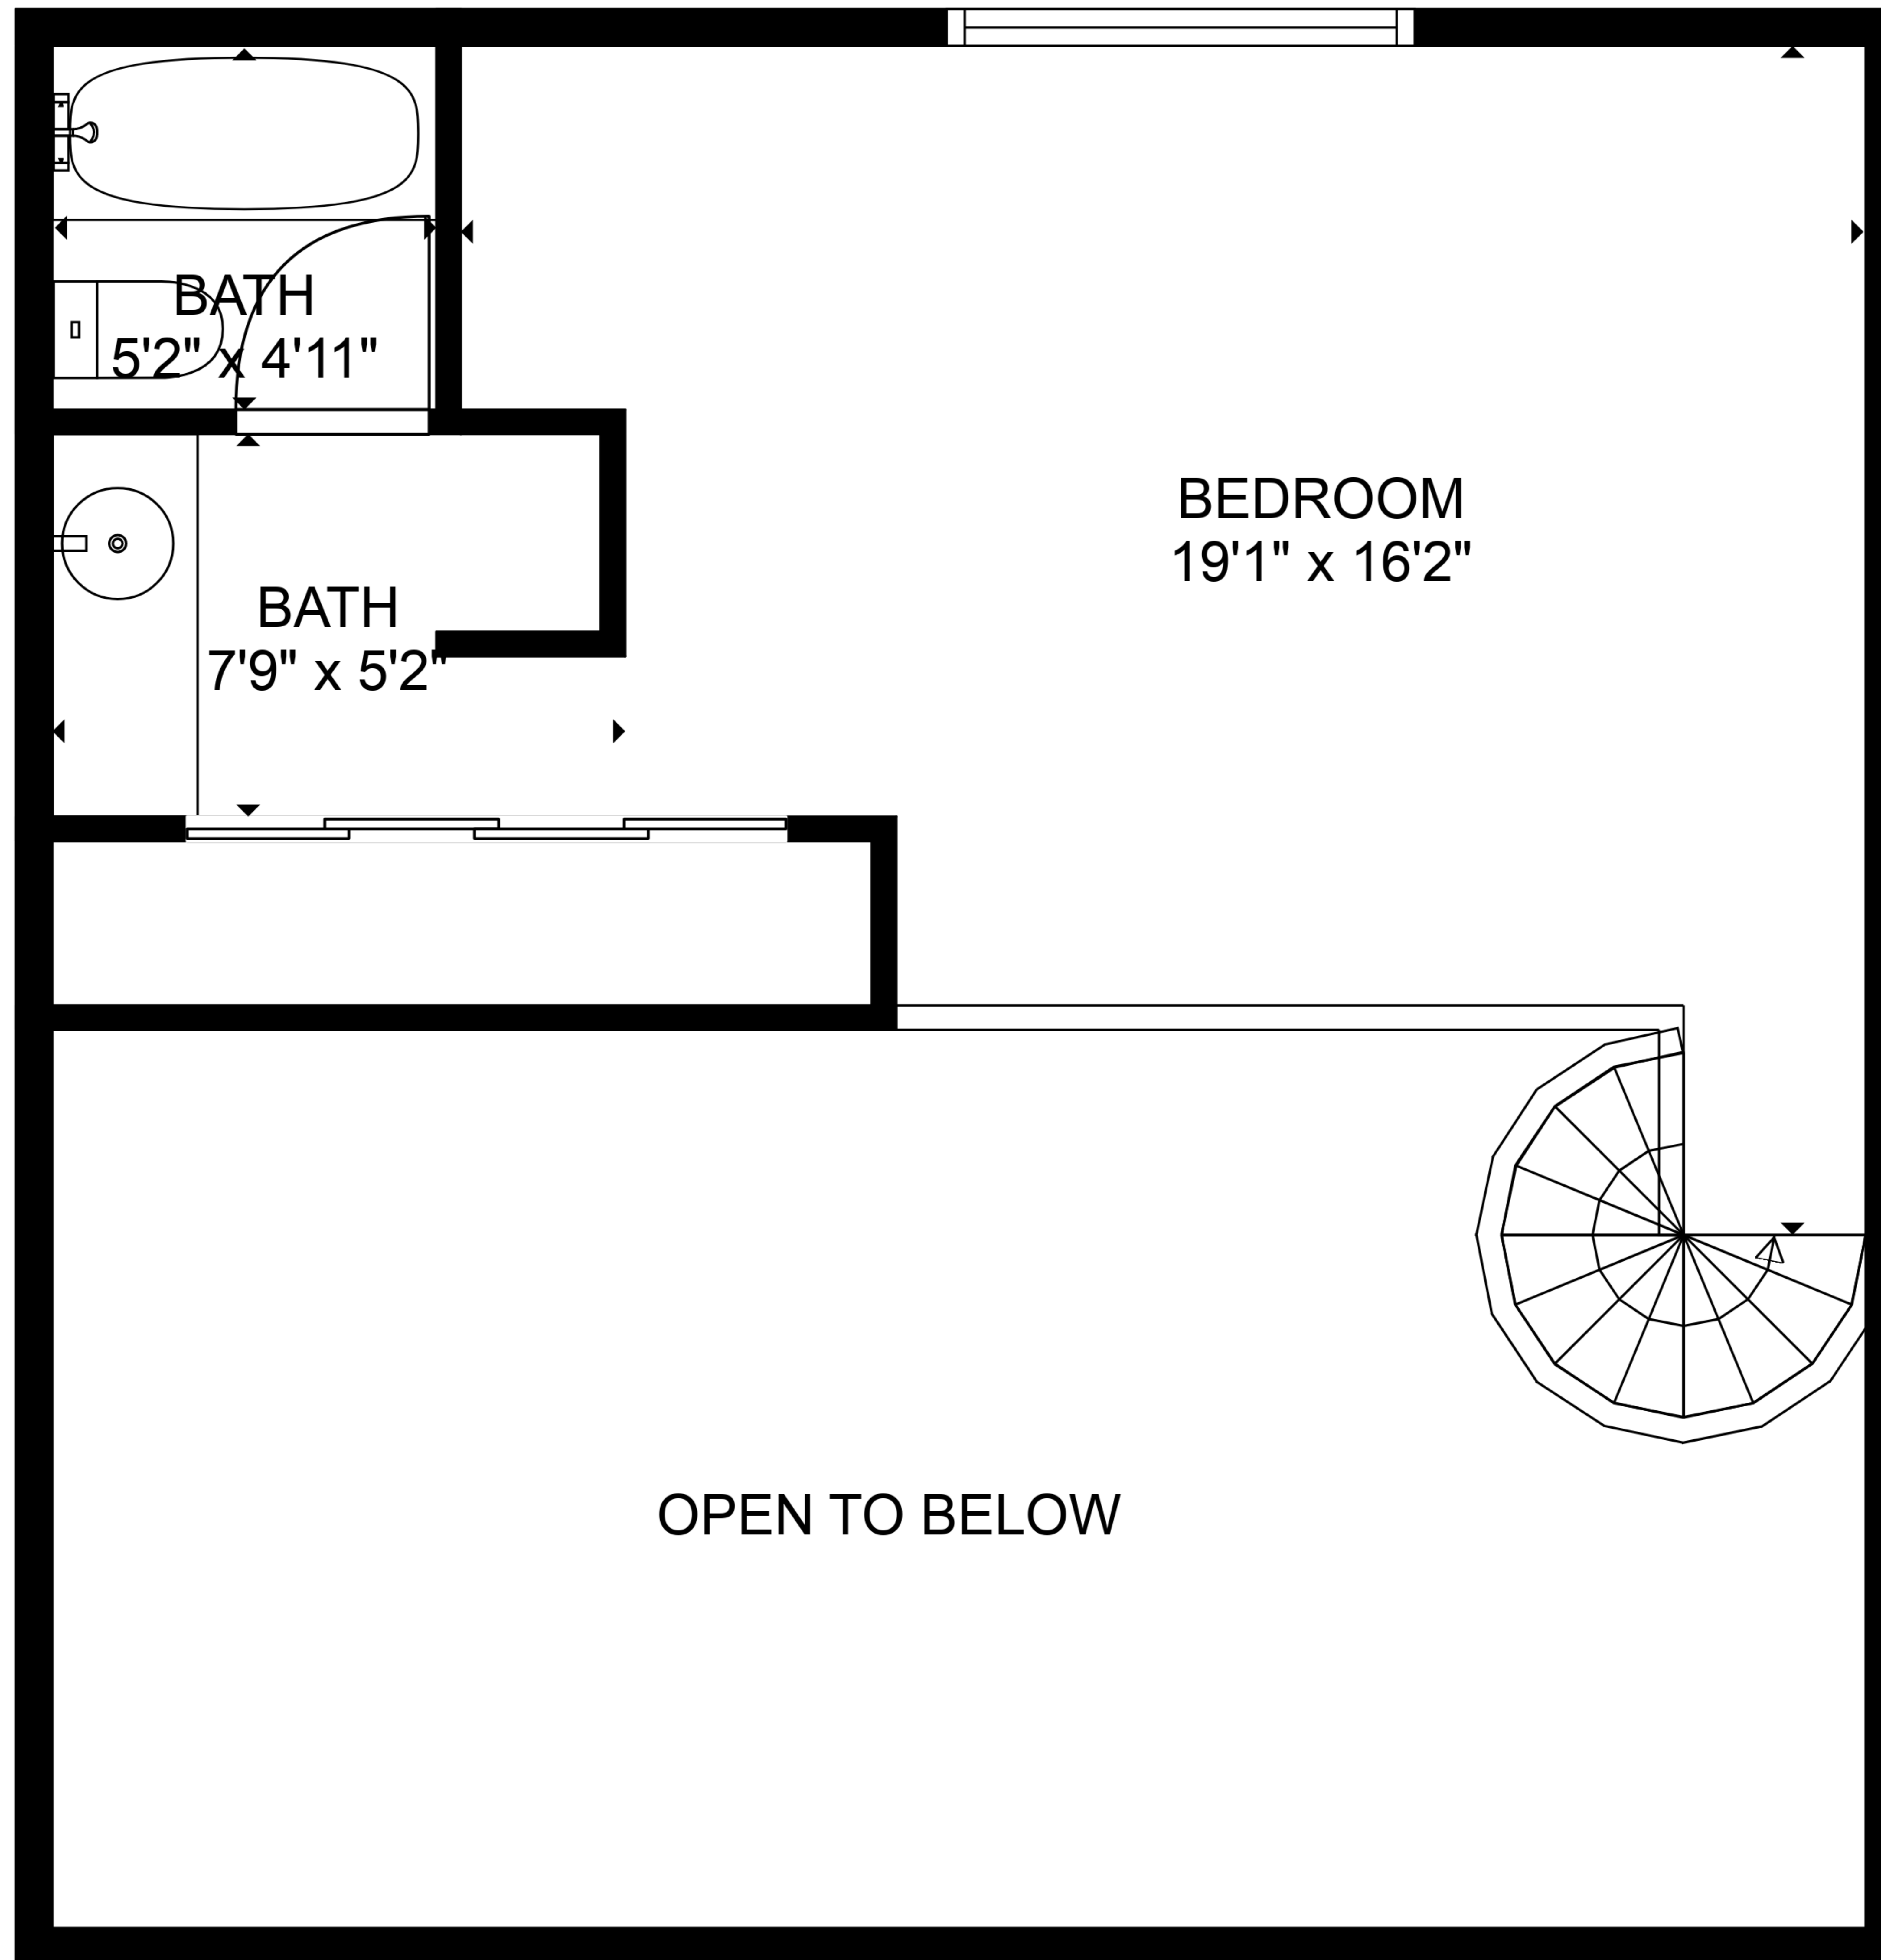 BATH
5'2" x 4'11"
BEDROOM
19'1" x 16'2"
BATH
7'9" x 5'2"
OPEN TO BELOW